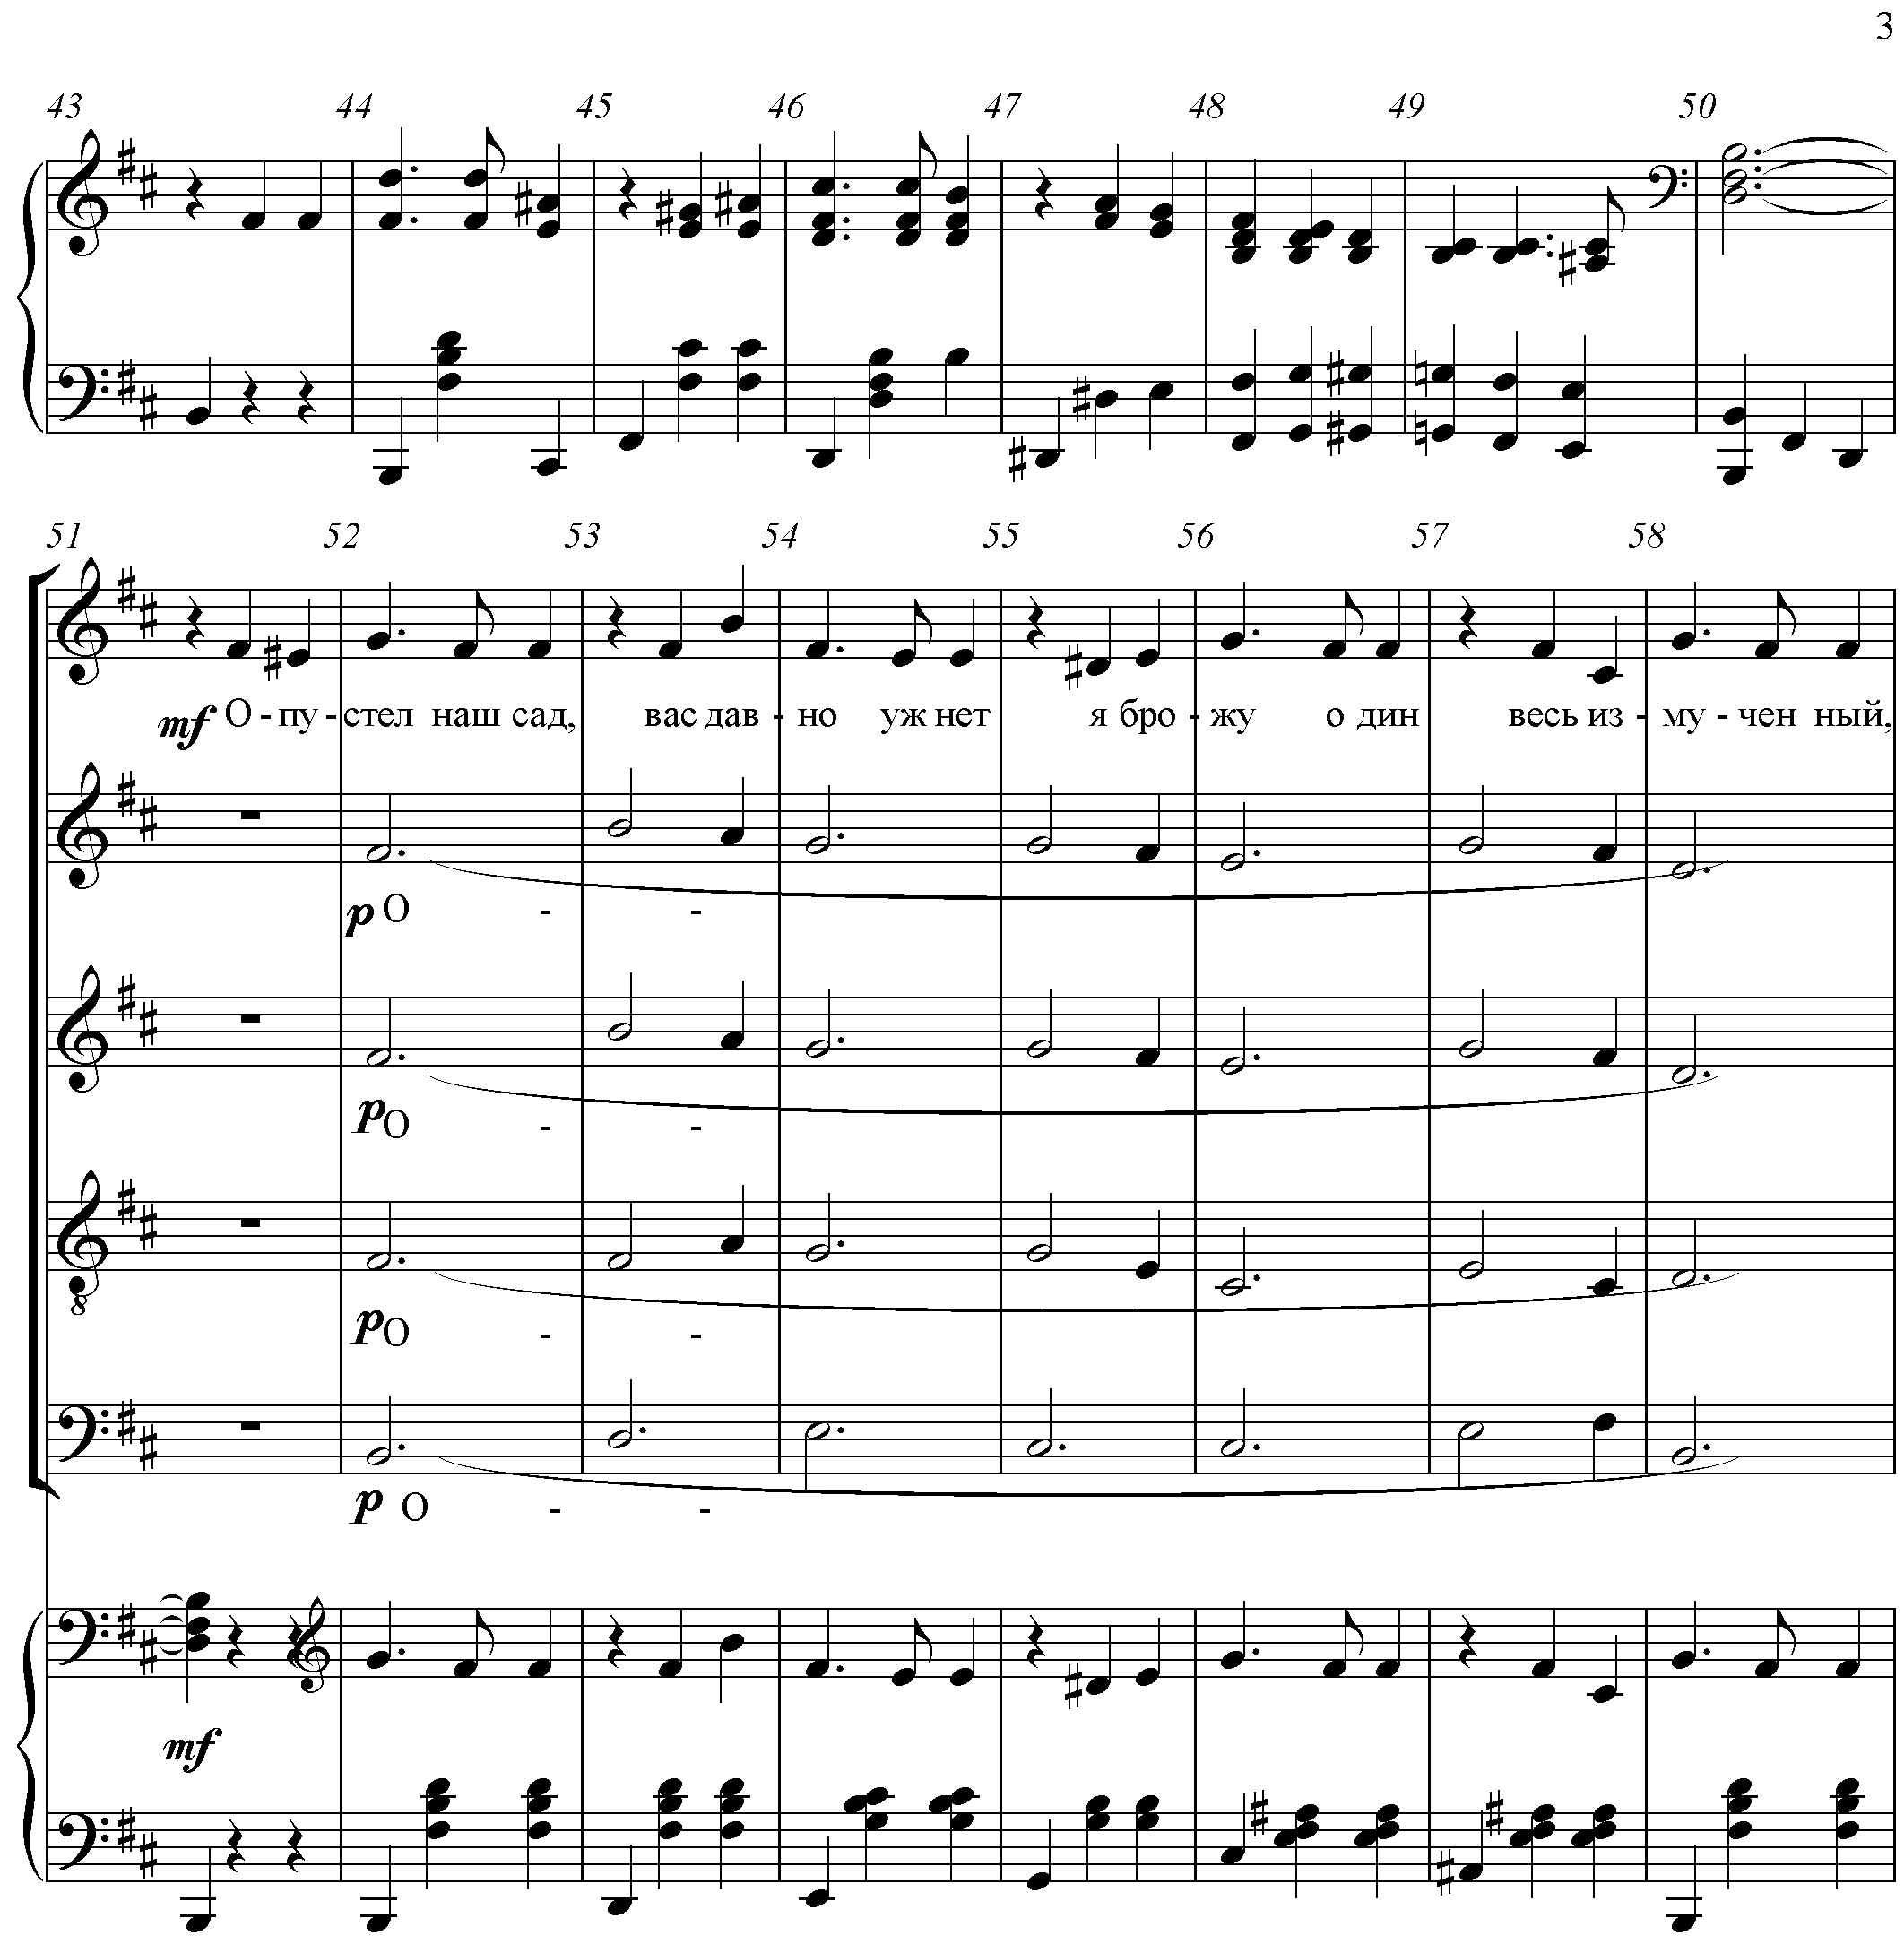 3
43 44 45 46 47 48 49 50
51 52 53 54 55 56 57 58
mf О - пу - стел наш сад, вас дав - но уж нет я бро - жу о дин весь из - му - чен ный,
p О - -
p О - -
8
p О - -
p О - -
mf